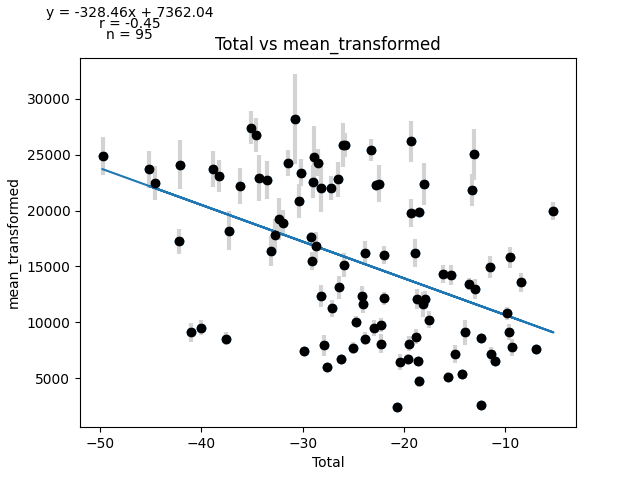 y = -328.46x + 7362.04
r = -0.45
n = 95
Total vs mean_transformed
mean_transformed
30000
25000
20000
15000
10000
5000
−50
−40
−30
−20
−10
Total